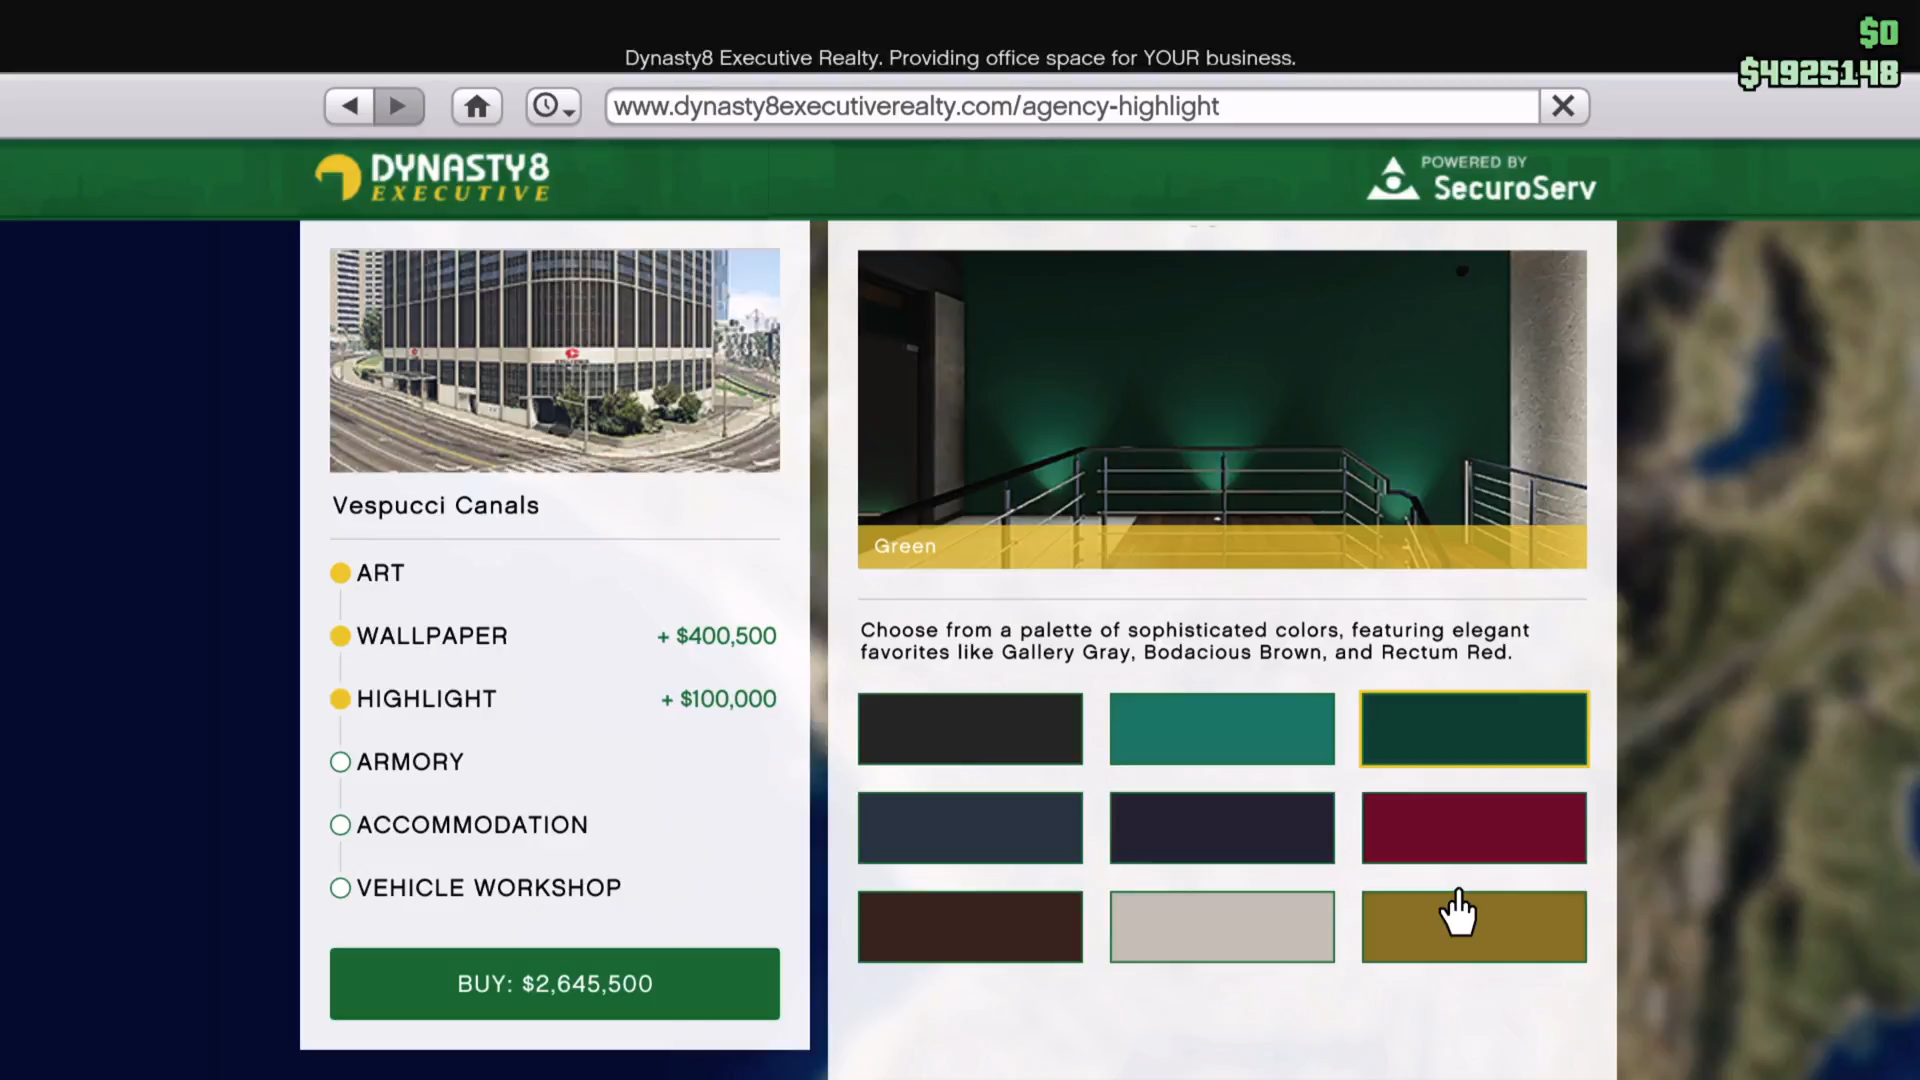 $0
$4925148
Dynasty8 Executive Realty. Providing office space for YOUR business.
www.dynasty8executiverealty.com/agency-highlight
DYNASTY8
EXECUTIVE
POWERED BY
SecuroServ
Vespucci Canals
ART
WALLPAPER + $400,500
HIGHLIGHT + $100,000
ARMORY
ACCOMMODATION
VEHICLE WORKSHOP
BUY: $2,645,500
Green
Choose from a palette of sophisticated colors, featuring elegant
favorites like Gallery Gray, Bodacious Brown, and Rectum Red.